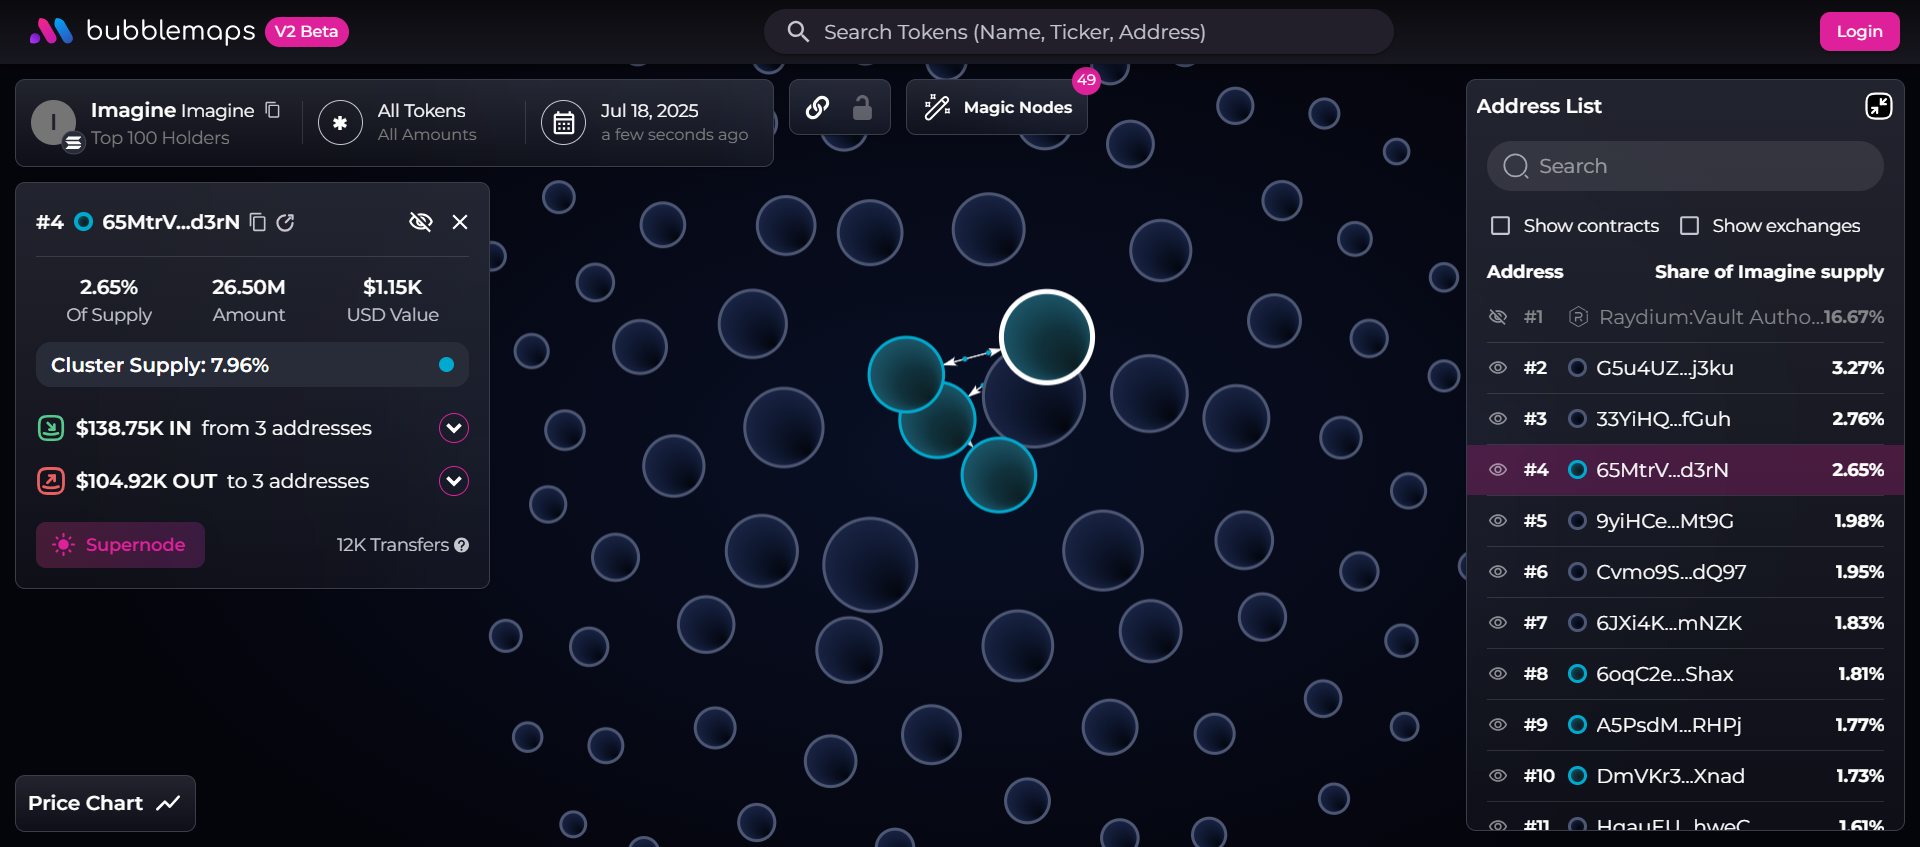 bubblemaps V2 Beta
Search Tokens (Name, Ticker, Address)
Login
I
Imagine Imagine
Top 100 Holders
All Tokens
All Amounts
Jul 18, 2025
a few seconds ago
Magic Nodes
49
#4 65MtrV...d3rN
2.65% 26.50M $1.15K
Of Supply Amount USD Value
Cluster Supply: 7.96%
$138.75K IN from 3 addresses
$104.92K OUT to 3 addresses
Supernode 12K Transfers ?
Price Chart
Address List
Search
Show contracts Show exchanges
Address Share of Imagine supply
#1 Raydium:Vault Autho...16.67%
#2 G5u4UZ...j3ku 3.27%
#3 33YiHQ...fGuh 2.76%
#4 65MtrV...d3rN 2.65%
#5 9yiHCe...Mt9G 1.98%
#6 Cvmo9S...dQ97 1.95%
#7 6JXi4K...mNZK 1.83%
#8 6oqC2e...Shax 1.81%
#9 A5PsdM...RHPj 1.77%
#10 DmVKr3...Xnad 1.73%
#11 1.61%